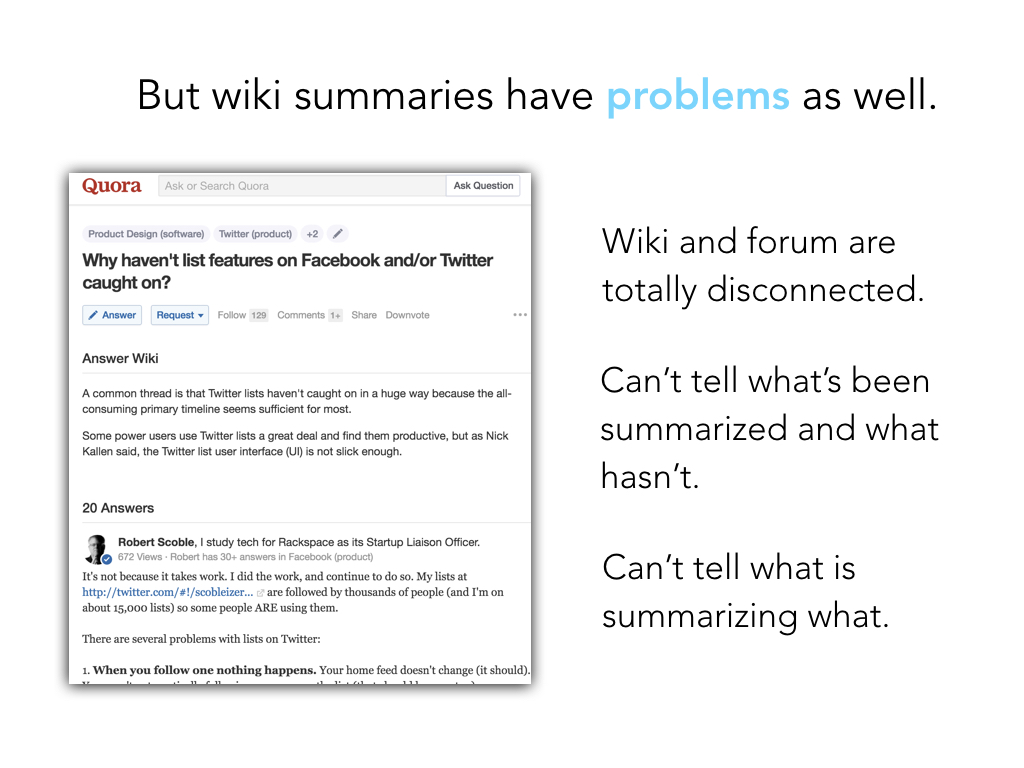 But wiki summaries have problems as well.
Quora
Ask or Search Quora
Ask Question
Product Design (software) Twitter (product) +2
Why haven't list features on Facebook and/or Twitter
caught on?
Answer Request Follow 129 Comments 1+ Share Downvote
Answer Wiki
A common thread is that Twitter lists haven't caught on in a huge way because the all-
consuming primary timeline seems sufficient for most.
Some power users use Twitter lists a great deal and find them productive, but as Nick
Kallen said, the Twitter list user interface (UI) is not slick enough.
20 Answers
Robert Scoble, I study tech for Rackspace as its Startup Liaison Officer.
672 Views · Robert has 30+ answers in Facebook (product)
It's not because it takes work. I did the work, and continue to do so. My lists at
http://twitter.com/#!/scobleizer... are followed by thousands of people (and I'm on
about 15,000 lists) so some people ARE using them.
There are several problems with lists on Twitter:
1. When you follow one nothing happens. Your home feed doesn't change (it should).
Wiki and forum are
totally disconnected.
Can't tell what's been
summarized and what
hasn't.
Can't tell what is
summarizing what.